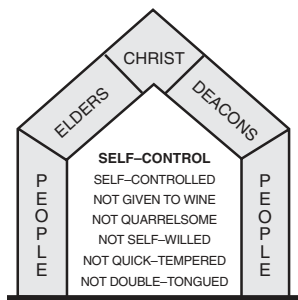 CHRIST
ELDERS
DEACONS
SELF–CONTROL
SELF–CONTROLLED
NOT GIVEN TO WINE
NOT QUARRELSOME
NOT SELF–WILLED
NOT QUICK–TEMPERED
NOT DOUBLE–TONGUED
PEOPLE
PEOPLE